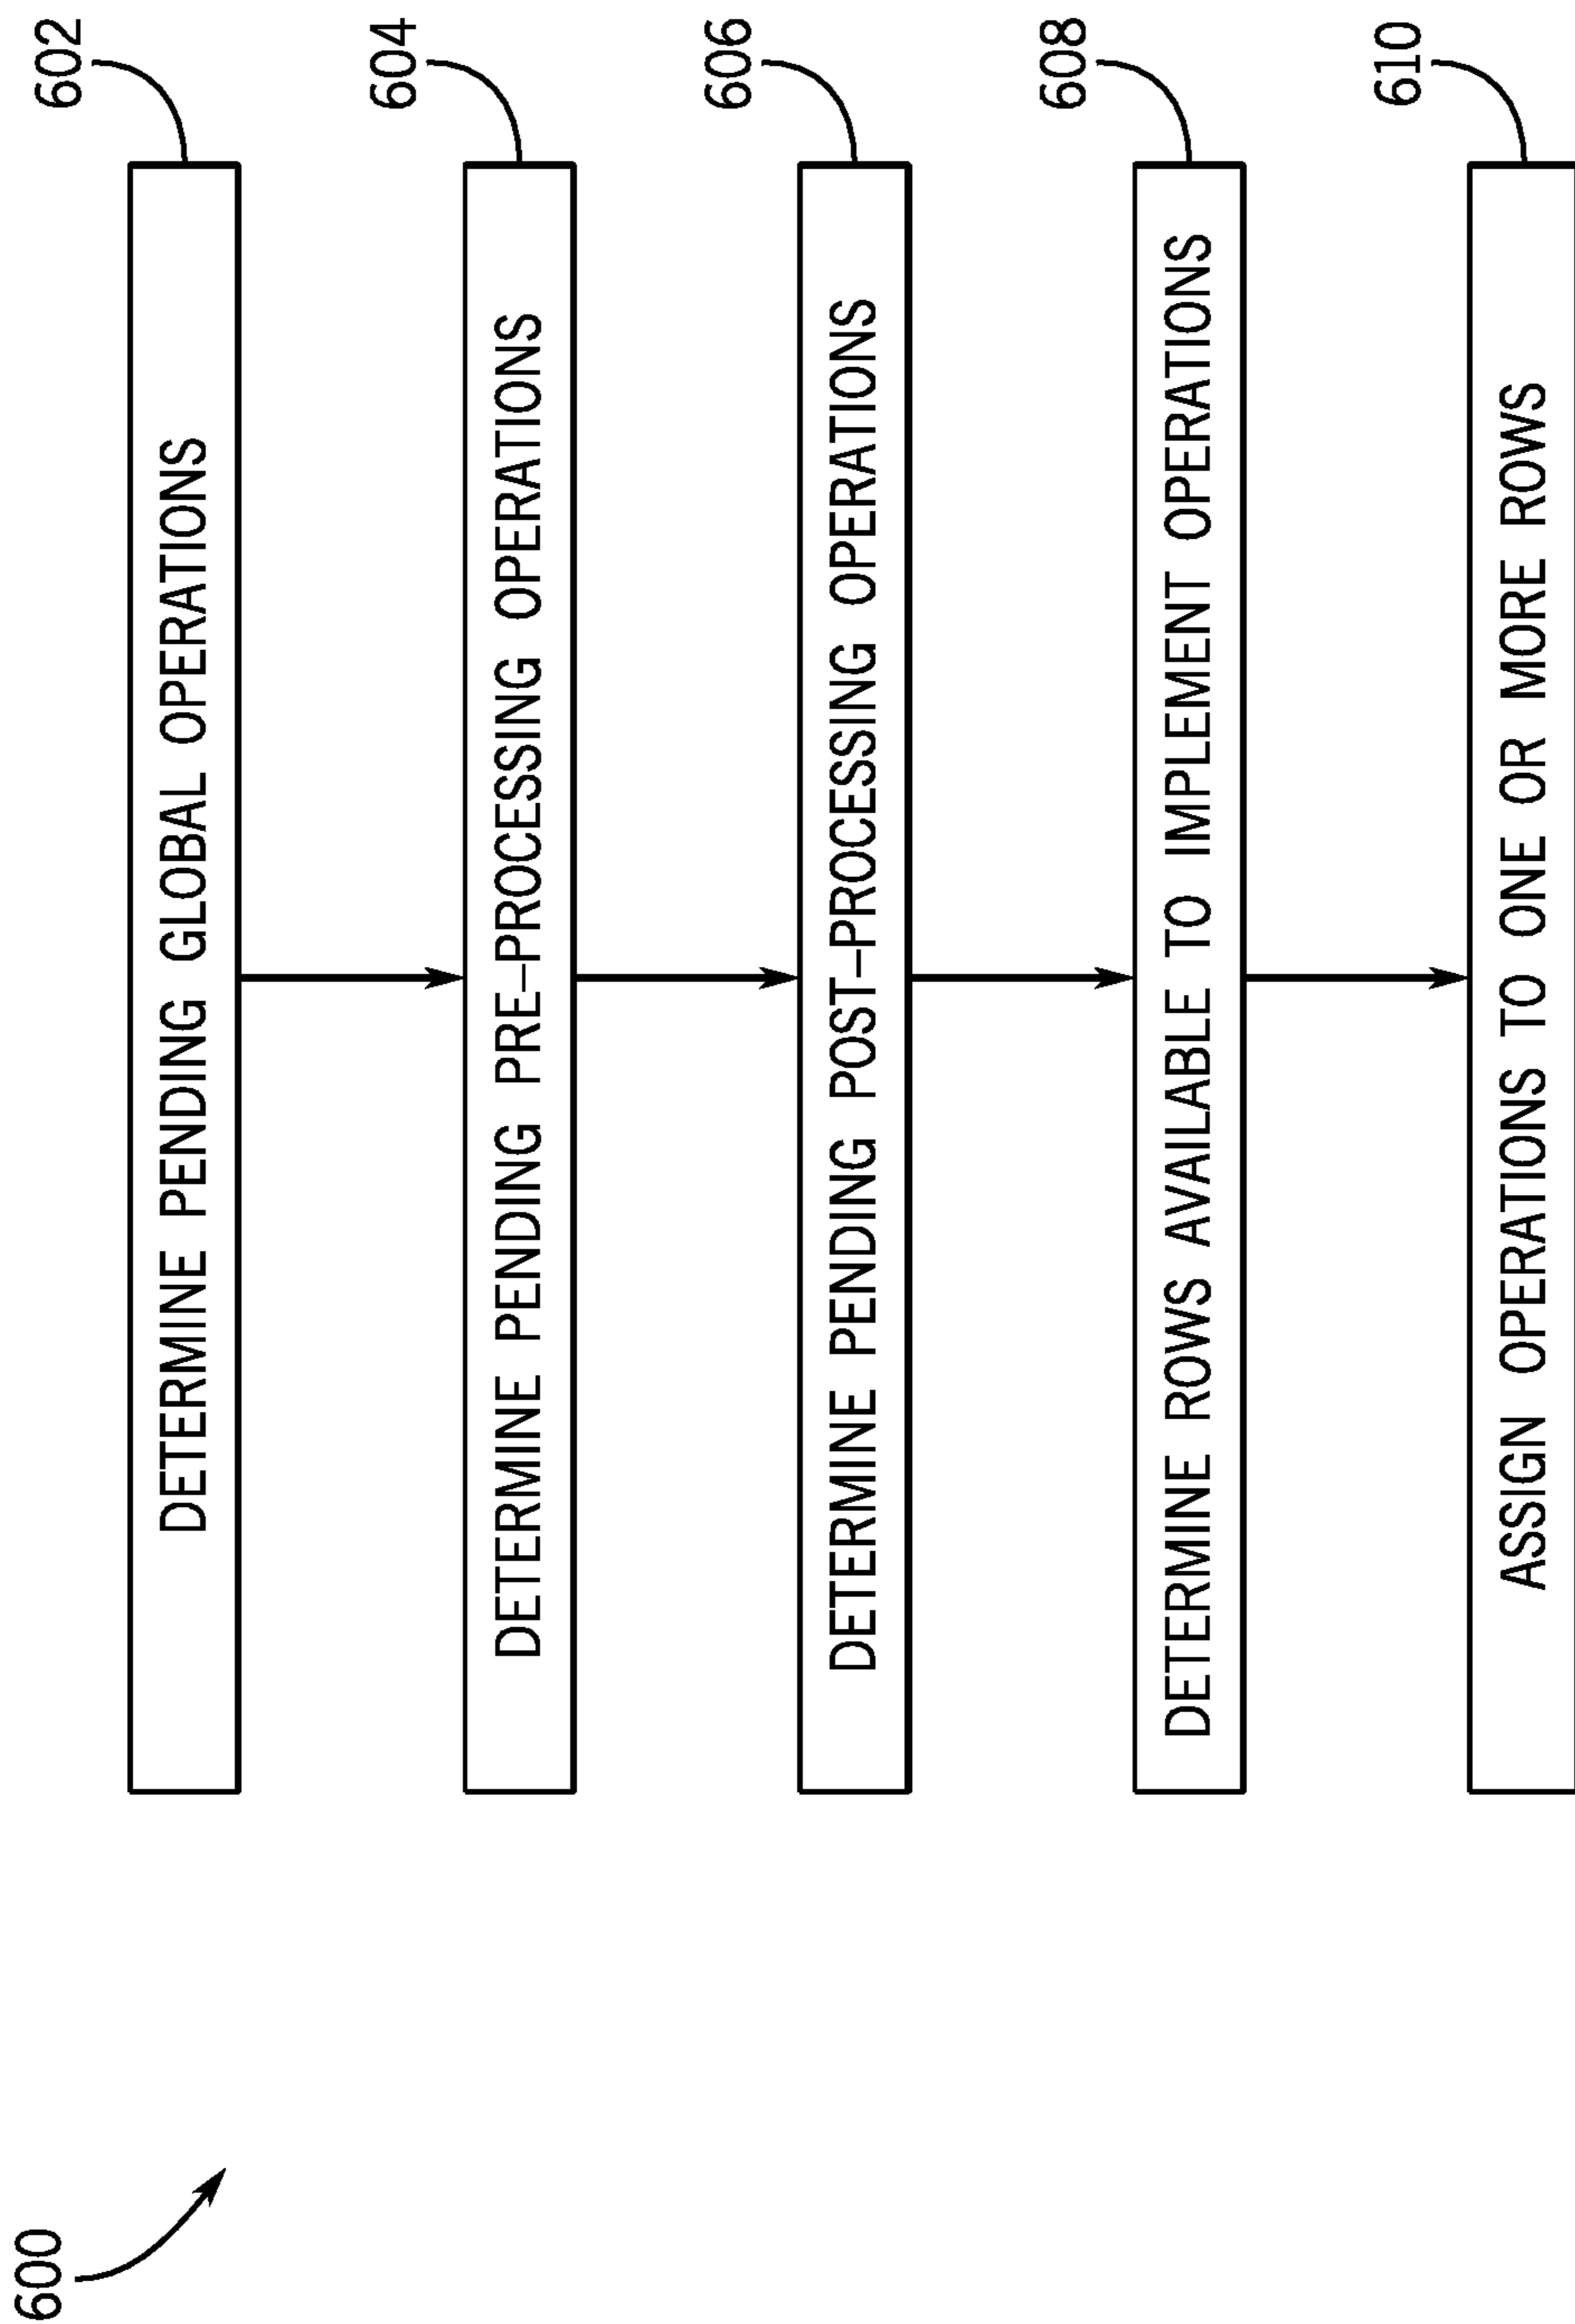 600
602
DETERMINE PENDING GLOBAL OPERATIONS
604
DETERMINE PENDING PRE-PROCESSING OPERATIONS
606
DETERMINE PENDING POST-PROCESSING OPERATIONS
608
DETERMINE ROWS AVAILABLE TO IMPLEMENT OPERATIONS
610
ASSIGN OPERATIONS TO ONE OR MORE ROWS